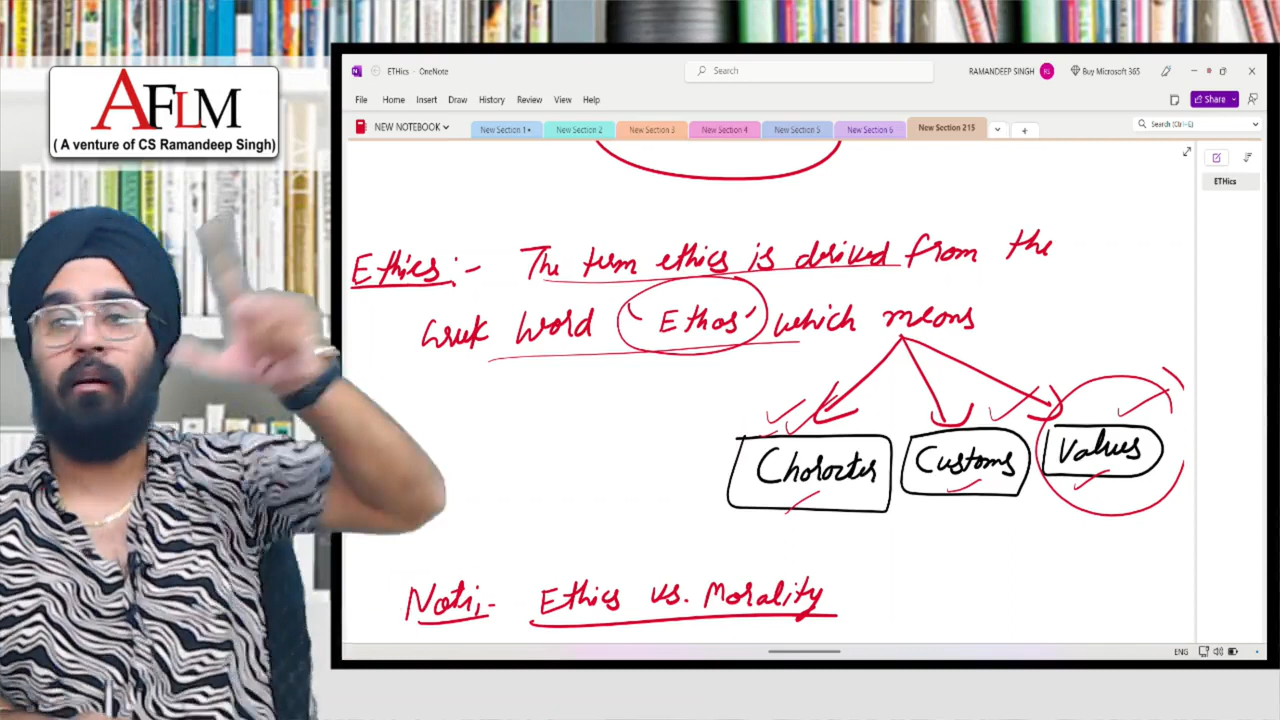 AFLM
( A venture of CS Ramandeep Singh)
ETHics - OneNote
Search
RAMANDEEP SINGH
RS
Buy Microsoft 365
File Home Insert Draw History Review View Help
Share
NEW NOTEBOOK
New Section 1
New Section 2
New Section 3
New Section 4
New Section 5
New Section 6
New Section 215
+
Search (Ctrl+E)
ETHics
Ethics:- The term ethics is derived from the
Greek Word 'Ethos' which means
Character Customs Values
Note:- Ethics vs. Morality
ENG